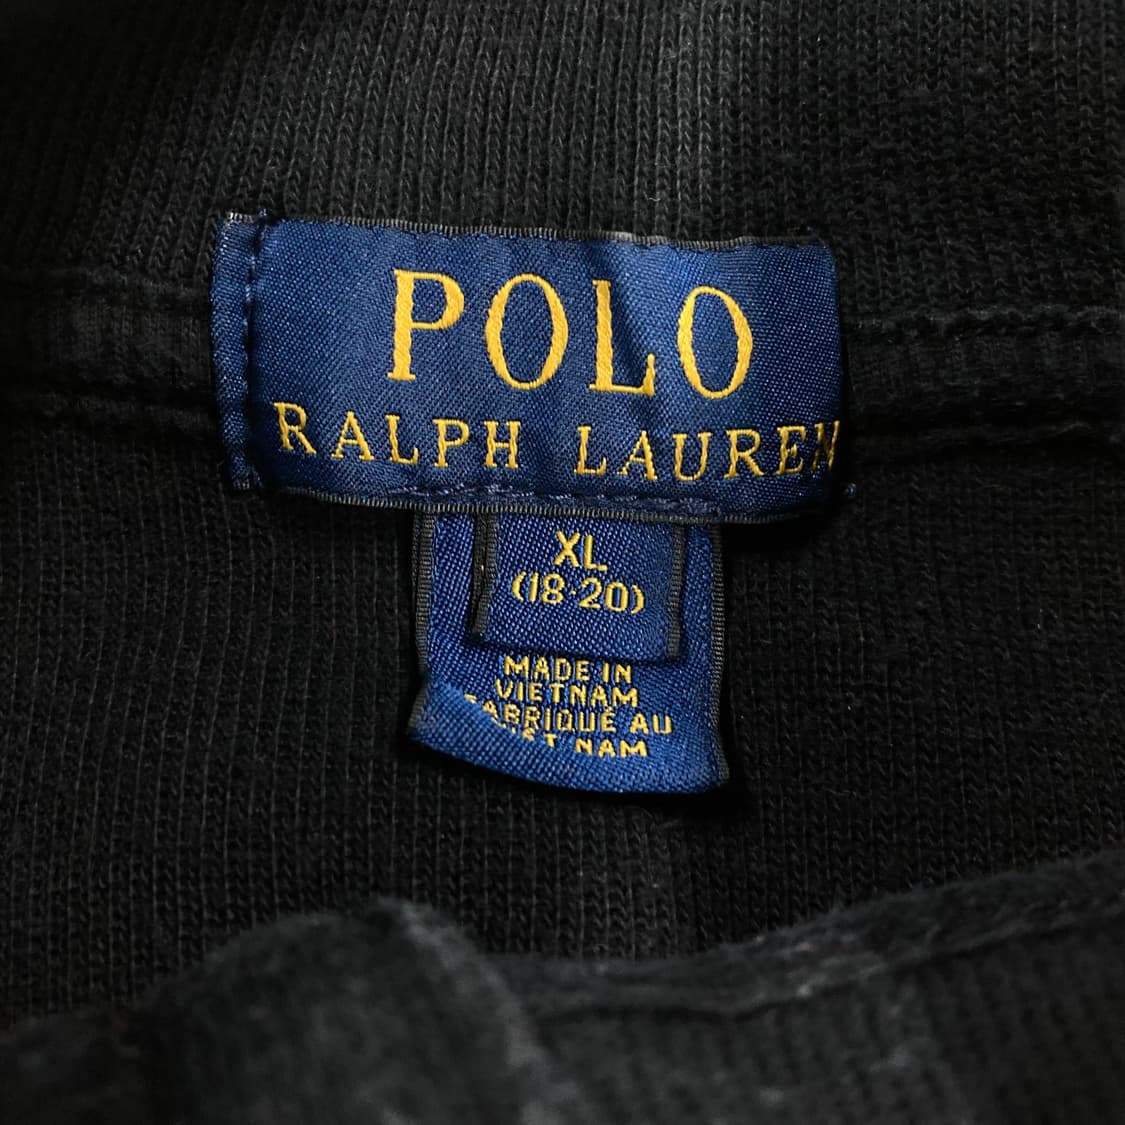 POLO
RALPH LAUREN
XL
(18-20)
MADE IN
VIETNAM
FABRIQUÉ AU
VIET NAM